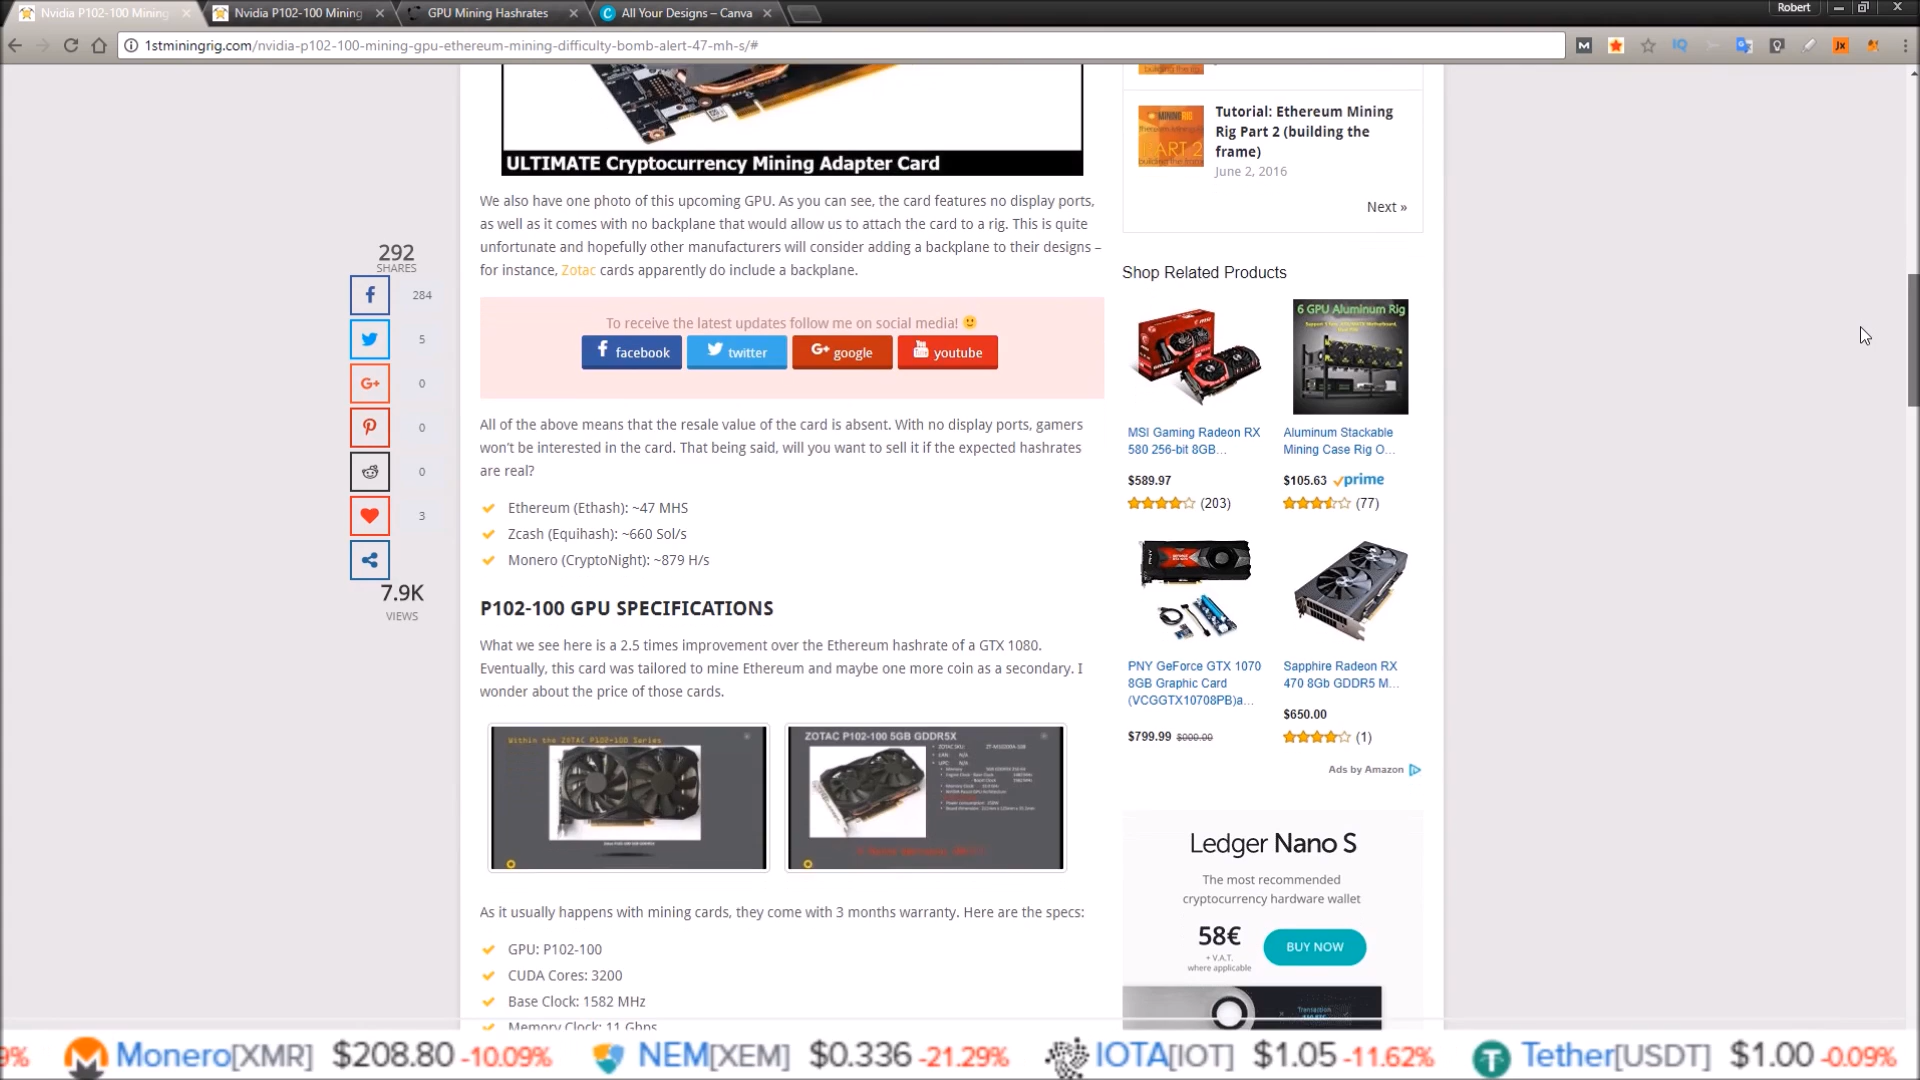 Nvidia P102-100 Mining
Nvidia P102-100 Mining
GPU Mining Hashrates
All Your Designs – Canva
Robert
1stminingrig.com/nvidia-p102-100-mining-gpu-ethereum-mining-difficulty-bomb-alert-47-mh-s/#
ULTIMATE Cryptocurrency Mining Adapter Card
We also have one photo of this upcoming GPU. As you can see, the card features no display ports,
as well as it comes with no backplane that would allow us to attach the card to a rig. This is quite
unfortunate and hopefully other manufacturers will consider adding a backplane to their designs –
for instance, Zotac cards apparently do include a backplane.
292
SHARES
284
5
0
0
0
3
7.9K
VIEWS
To receive the latest updates follow me on social media!
facebook
twitter
google
youtube
All of the above means that the resale value of the card is absent. With no display ports, gamers
won't be interested in the card. That being said, will you want to sell it if the expected hashrates
are real?
Ethereum (Ethash): ~47 MHS
Zcash (Equihash): ~660 Sol/s
Monero (CryptoNight): ~879 H/s
P102-100 GPU SPECIFICATIONS
What we see here is a 2.5 times improvement over the Ethereum hashrate of a GTX 1080.
Eventually, this card was tailored to mine Ethereum and maybe one more coin as a secondary. I
wonder about the price of those cards.
Within the ZOTAC P102-100 Series
ZOTAC P102-100 5GB GDDR5X
As it usually happens with mining cards, they come with 3 months warranty. Here are the specs:
GPU: P102-100
CUDA Cores: 3200
Base Clock: 1582 MHz
Memory Clock: 11 Gbps
building the rig
MININGRIG
PART 2
building the
frame
Tutorial: Ethereum Mining
Rig Part 2 (building the
frame)
June 2, 2016
Next »
Shop Related Products
6 GPU Aluminum Rig
MSI Gaming Radeon RX
580 256-bit 8GB...
$589.97
(203)
Aluminum Stackable
Mining Case Rig O...
$105.63 prime
(77)
PNY GeForce GTX 1070
8GB Graphic Card
(VCGGTX10708PB)a...
$799.99
Sapphire Radeon RX
470 8Gb GDDR5 M...
$650.00
(1)
Ads by Amazon
Ledger Nano S
The most recommended
cryptocurrency hardware wallet
58€
+ V.A.T.
where applicable
BUY NOW
Transaction
9% Monero[XMR] $208.80 -10.09% NEM[XEM] $0.336 -21.29% IOTA[IOT] $1.05 -11.62% Tether[USDT] $1.00 -0.09%